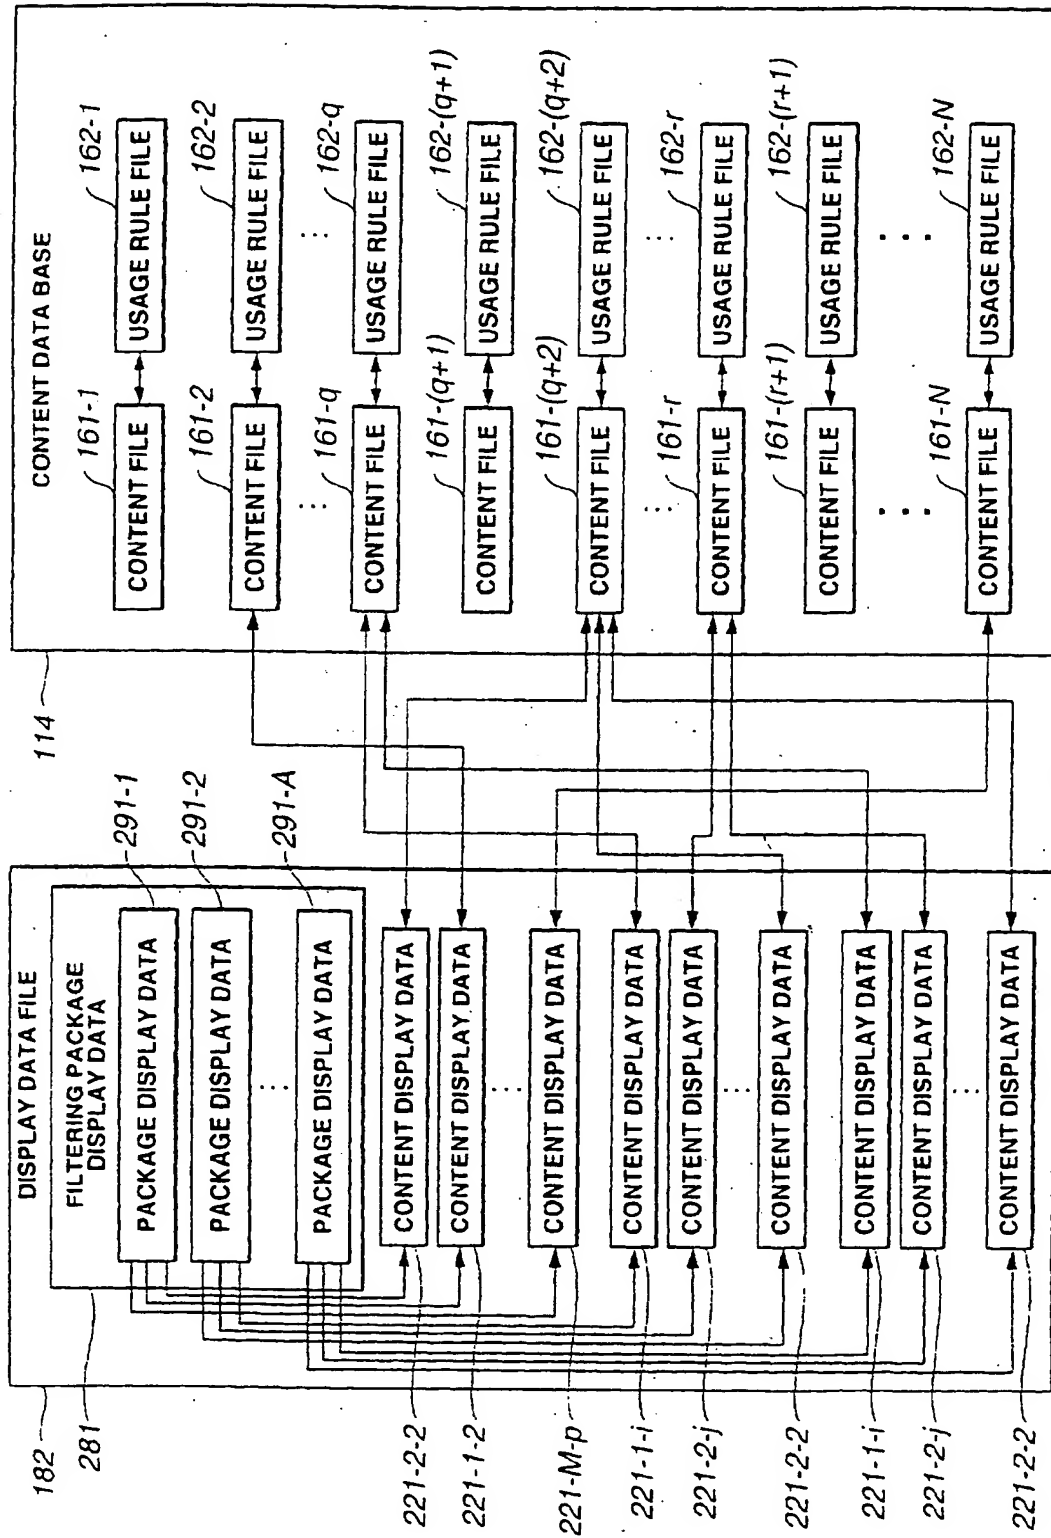 DISPLAY DATA FILE
FILTERING PACKAGE
DISPLAY DATA
PACKAGE DISPLAY DATA
PACKAGE DISPLAY DATA
...
PACKAGE DISPLAY DATA
CONTENT DISPLAY DATA
CONTENT DISPLAY DATA
...
CONTENT DISPLAY DATA
CONTENT DISPLAY DATA
CONTENT DISPLAY DATA
...
CONTENT DISPLAY DATA
CONTENT DISPLAY DATA
CONTENT DISPLAY DATA
...
CONTENT DISPLAY DATA
182
281
221-2-2
221-1-2
221-M-p
221-1-i
221-2-j
221-2-2
221-1-i
221-2-j
221-2-2
291-1
291-2
291-A
114
CONTENT DATA BASE
161-1
CONTENT FILE
162-1
USAGE RULE FILE
161-2
CONTENT FILE
162-2
USAGE RULE FILE
...
...
161-q
CONTENT FILE
162-q
USAGE RULE FILE
161-(q+1)
CONTENT FILE
162-(q+1)
USAGE RULE FILE
161-(q+2)
CONTENT FILE
162-(q+2)
USAGE RULE FILE
...
...
161-r
CONTENT FILE
162-r
USAGE RULE FILE
161-(r+1)
CONTENT FILE
162-(r+1)
USAGE RULE FILE
...
...
161-N
CONTENT FILE
162-N
USAGE RULE FILE